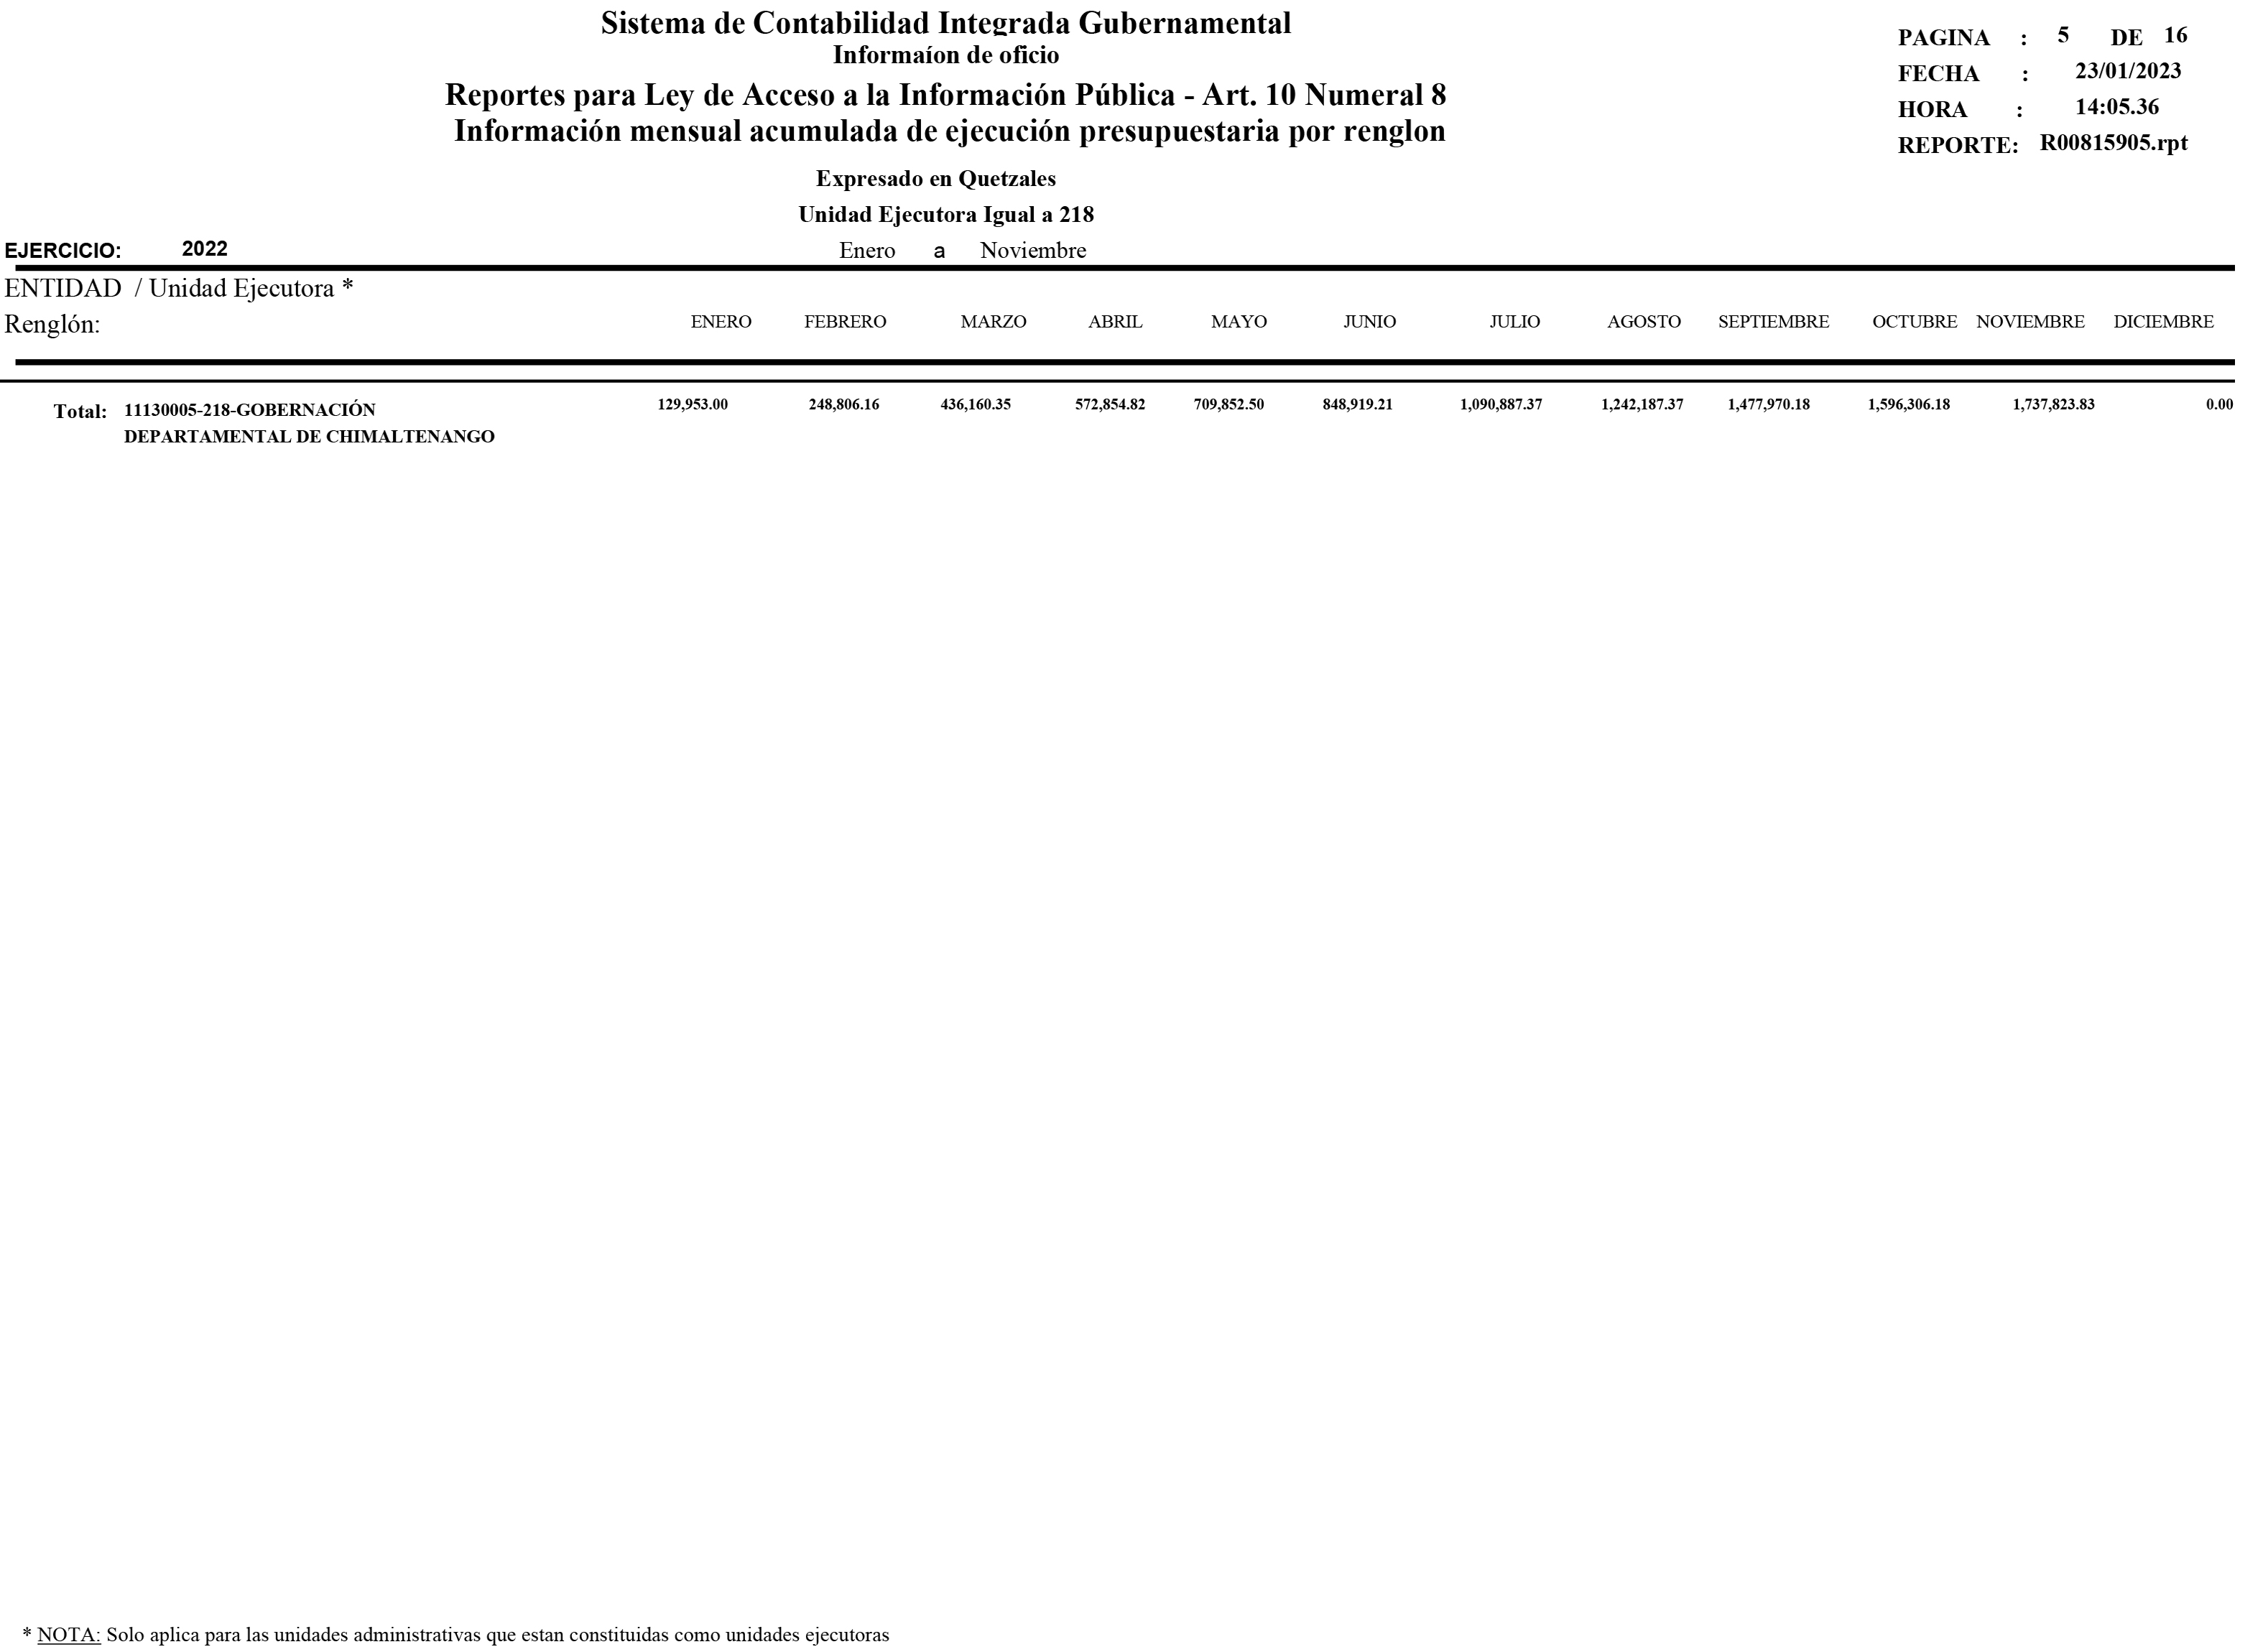 Sistema de Contabilidad Integrada Gubernamental
Informaíon de oficio
Reportes para Ley de Acceso a la Información Pública - Art. 10 Numeral 8
Información mensual acumulada de ejecución presupuestaria por renglon
Expresado en Quetzales
Unidad Ejecutora Igual a 218
PAGINA : 5 DE 16
FECHA : 23/01/2023
HORA : 14:05.36
REPORTE: R00815905.rpt
EJERCICIO: 2022 Enero a Noviembre
ENTIDAD / Unidad Ejecutora *
Renglón: ENERO FEBRERO MARZO ABRIL MAYO JUNIO JULIO AGOSTO SEPTIEMBRE OCTUBRE NOVIEMBRE DICIEMBRE
Total: 11130005-218-GOBERNACIÓN 129,953.00 248,806.16 436,160.35 572,854.82 709,852.50 848,919.21 1,090,887.37 1,242,187.37 1,477,970.18 1,596,306.18 1,737,823.83 0.00
DEPARTAMENTAL DE CHIMALTENANGO
* NOTA: Solo aplica para las unidades administrativas que estan constituidas como unidades ejecutoras